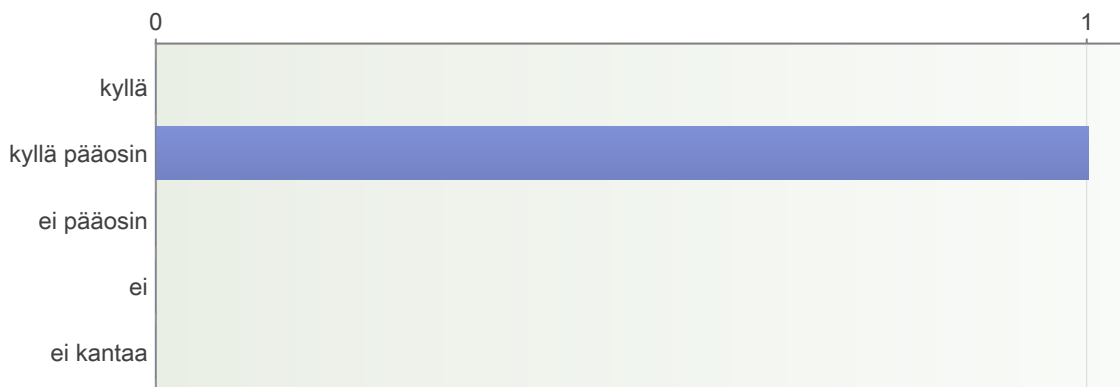 0 1
kyllä
kyllä pääosin
ei pääosin
ei
ei kantaa